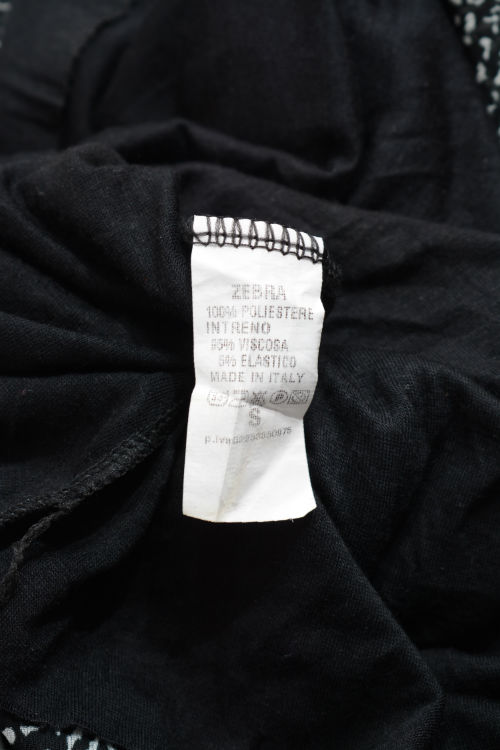 ZEBRA
100% POLIESTERE
INTRENO
95% VISCOSA
5% ELASTICO
MADE IN ITALY
S